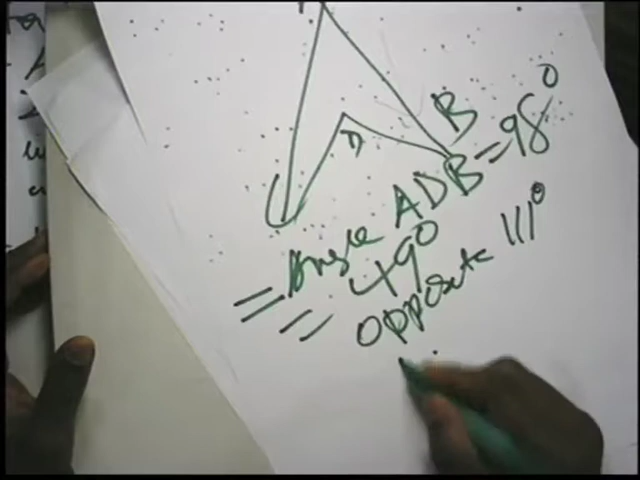 B
D
Angle ADB = 98°
= 490
= opposite 111°